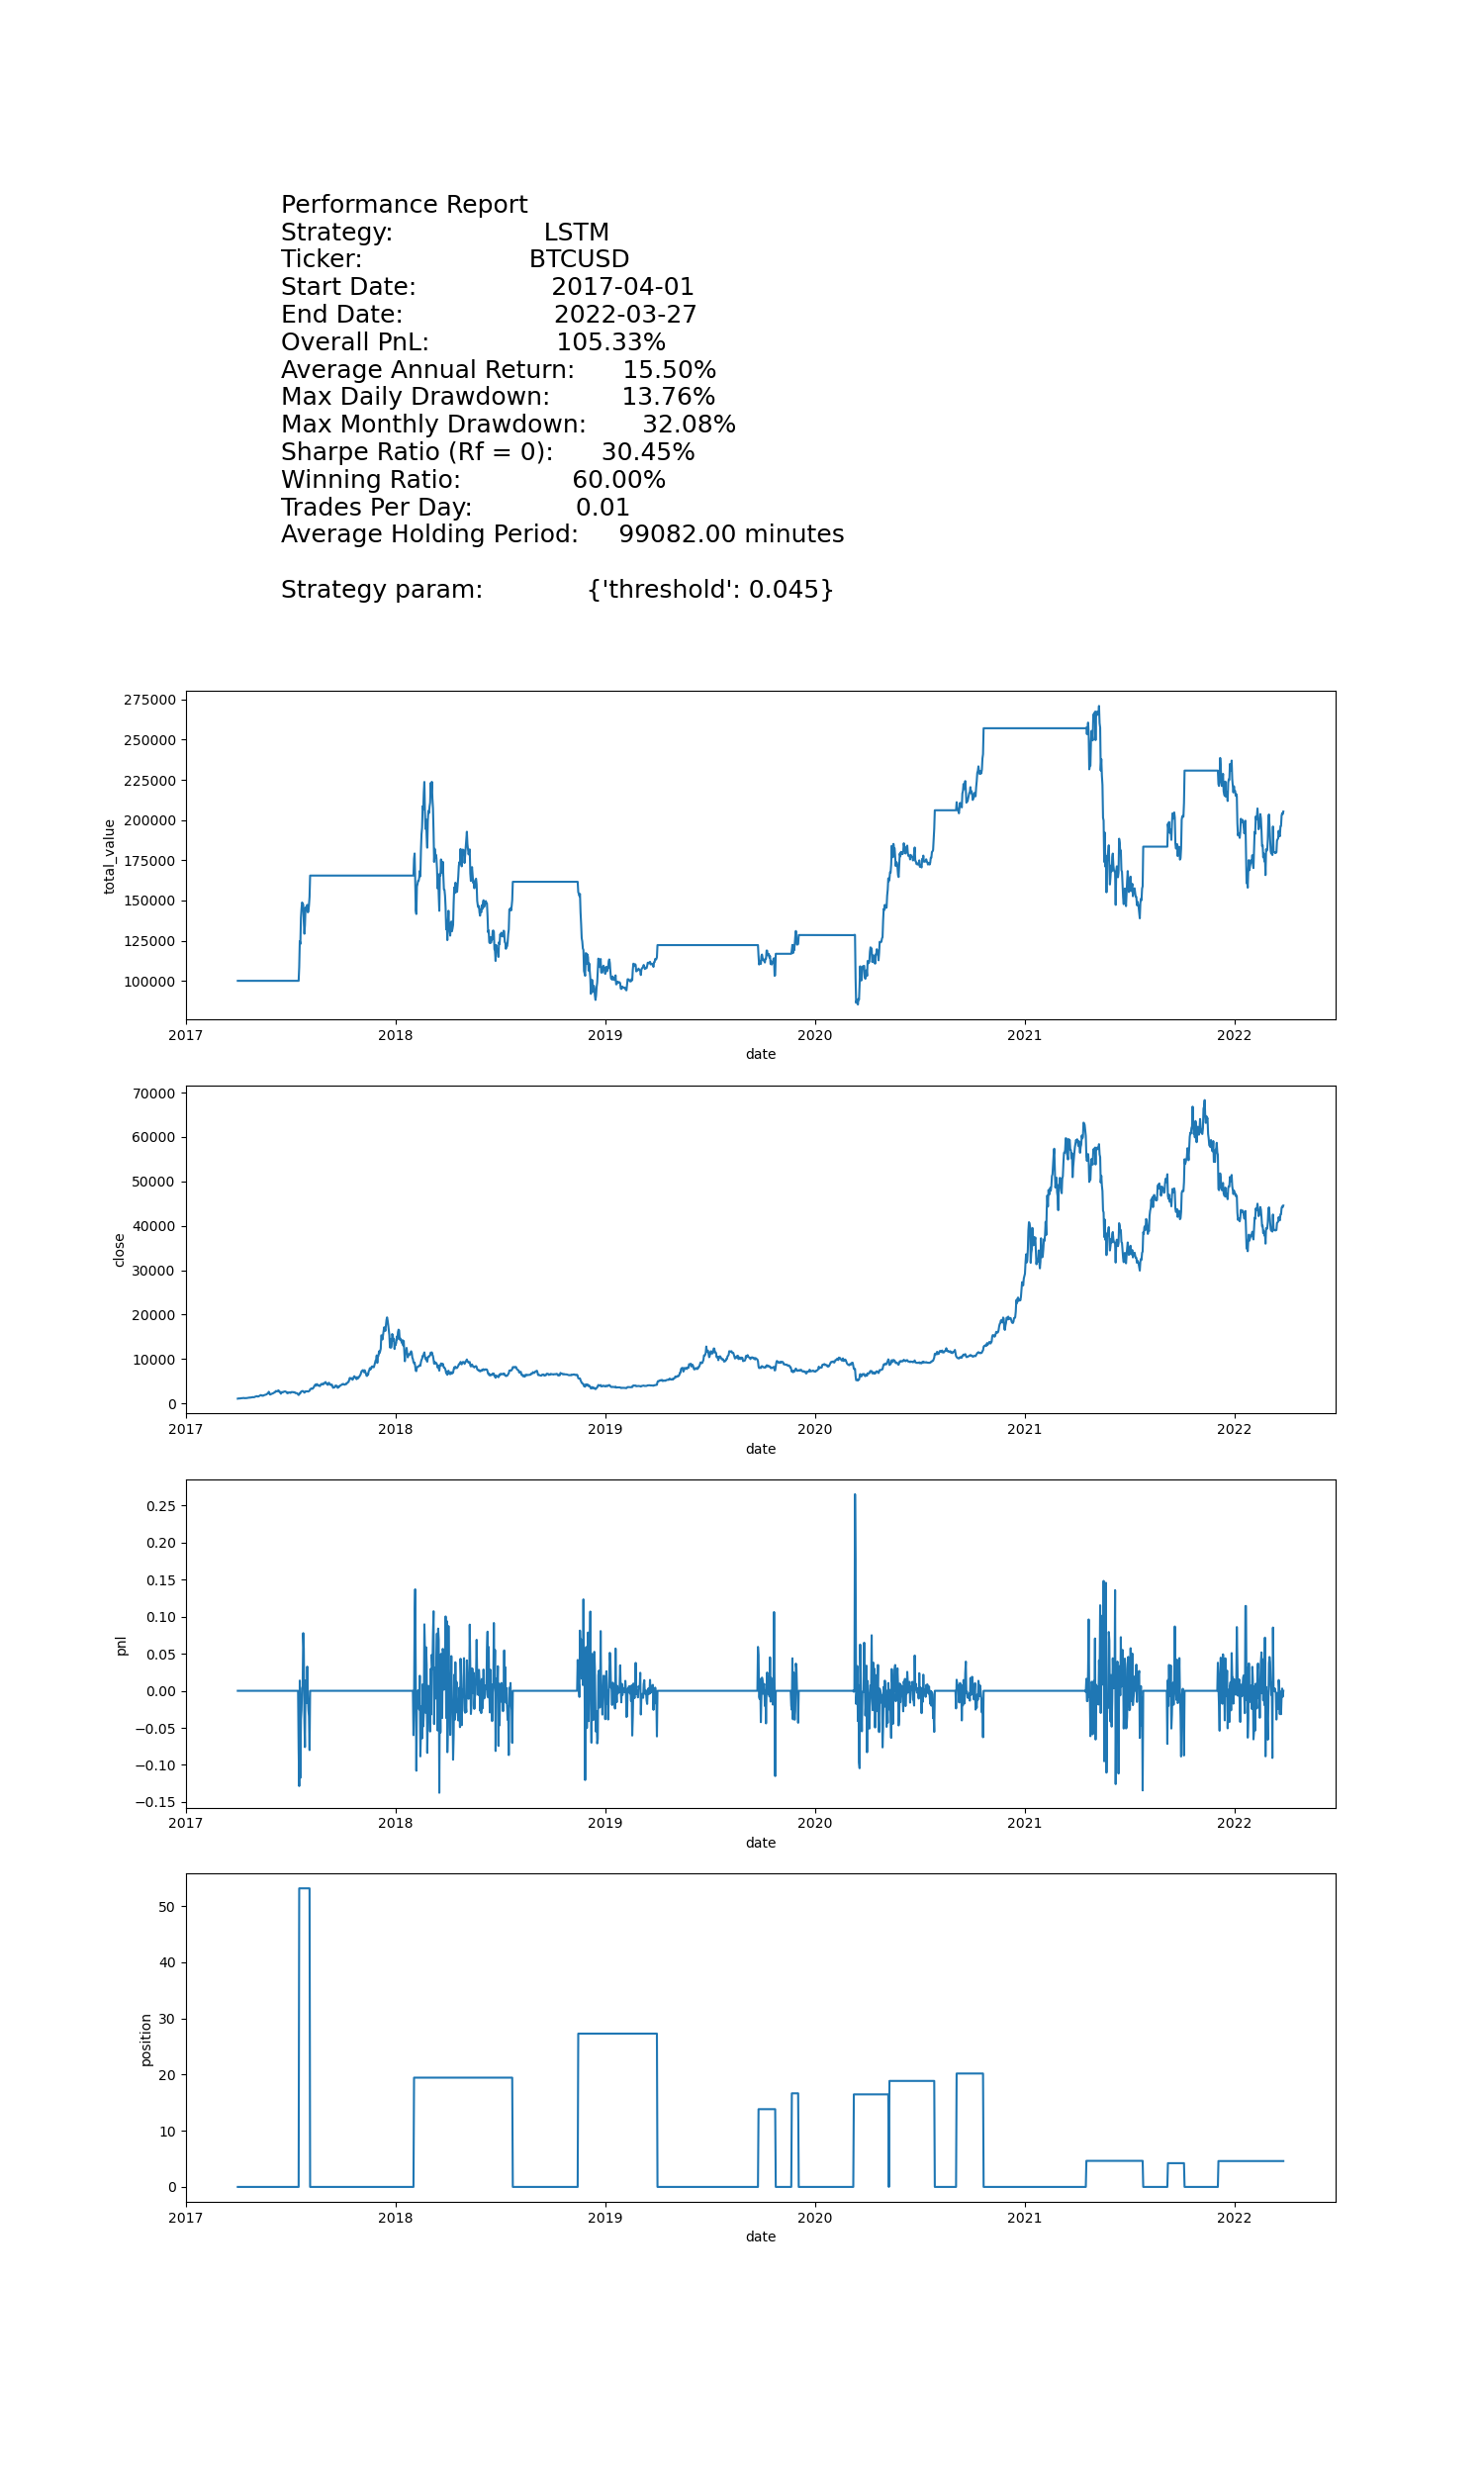 Performance Report
Strategy: LSTM
Ticker: BTCUSD
Start Date: 2017-04-01
End Date: 2022-03-27
Overall PnL: 105.33%
Average Annual Return: 15.50%
Max Daily Drawdown: 13.76%
Max Monthly Drawdown: 32.08%
Sharpe Ratio (Rf = 0): 30.45%
Winning Ratio: 60.00%
Trades Per Day: 0.01
Average Holding Period: 99082.00 minutes
Strategy param: {'threshold': 0.045}
total_value
275000
250000
225000
200000
175000
150000
125000
100000
2017 2018 2019 2020 2021 2022
date
close
70000
60000
50000
40000
30000
20000
10000
0
2017 2018 2019 2020 2021 2022
date
pnl
0.25
0.20
0.15
0.10
0.05
0.00
−0.05
−0.10
−0.15
2017 2018 2019 2020 2021 2022
date
position
50
40
30
20
10
0
2017 2018 2019 2020 2021 2022
date